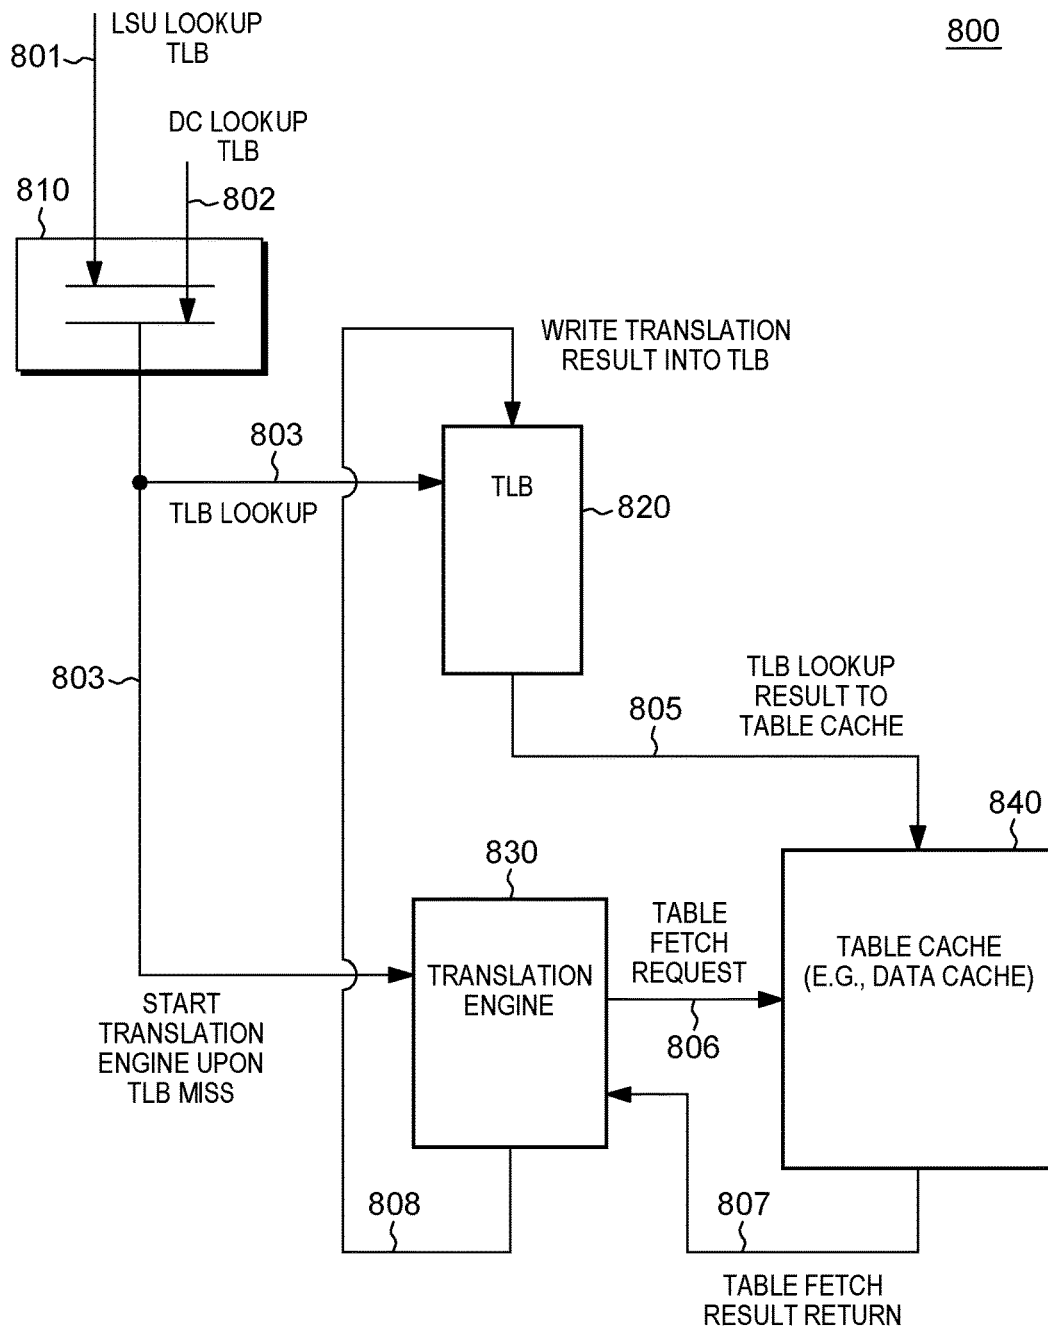 LSU LOOKUP
TLB
800
801
DC LOOKUP
TLB
810
802
WRITE TRANSLATION
RESULT INTO TLB
803
TLB
TLB LOOKUP
820
803
TLB LOOKUP
RESULT TO
TABLE CACHE
805
840
830
TABLE
FETCH
REQUEST
TABLE CACHE
(E.G., DATA CACHE)
TRANSLATION
ENGINE
START
TRANSLATION
ENGINE UPON
TLB MISS
806
808
807
TABLE FETCH
RESULT RETURN